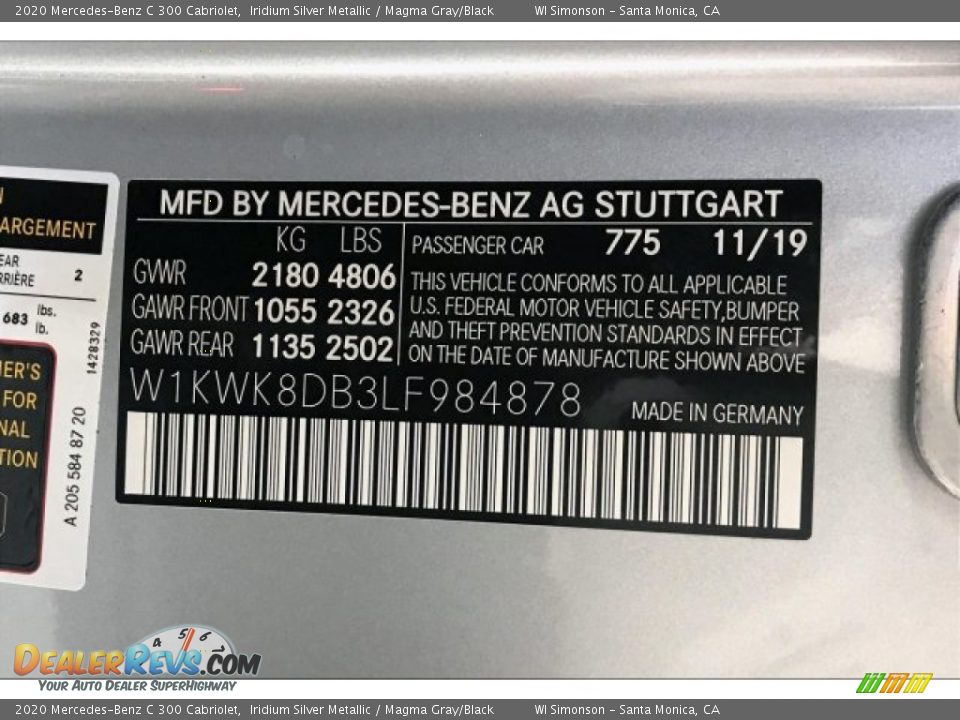 2020 Mercedes-Benz C 300 Cabriolet, Iridium Silver Metallic / Magma Gray/Black WI Simonson - Santa Monica, CA
ARGEMENT
2
683 lbs.
lb.
FOR
1428329
A 205 584 87 20
MFD BY MERCEDES-BENZ AG STUTTGART
KG LBS
GVWR 2180 4806
GAWR FRONT 1055 2326
GAWR REAR 1135 2502
PASSENGER CAR 775 11/19
THIS VEHICLE CONFORMS TO ALL APPLICABLE
U.S. FEDERAL MOTOR VEHICLE SAFETY,BUMPER
AND THEFT PREVENTION STANDARDS IN EFFECT
ON THE DATE OF MANUFACTURE SHOWN ABOVE
W1KWK8DB3LF984878
MADE IN GERMANY
4 5 6 7
DEALERREVS.COM
YOUR AUTO DEALER SUPERHIGHWAY
2020 Mercedes-Benz C 300 Cabriolet, Iridium Silver Metallic / Magma Gray/Black WI Simonson - Santa Monica, CA